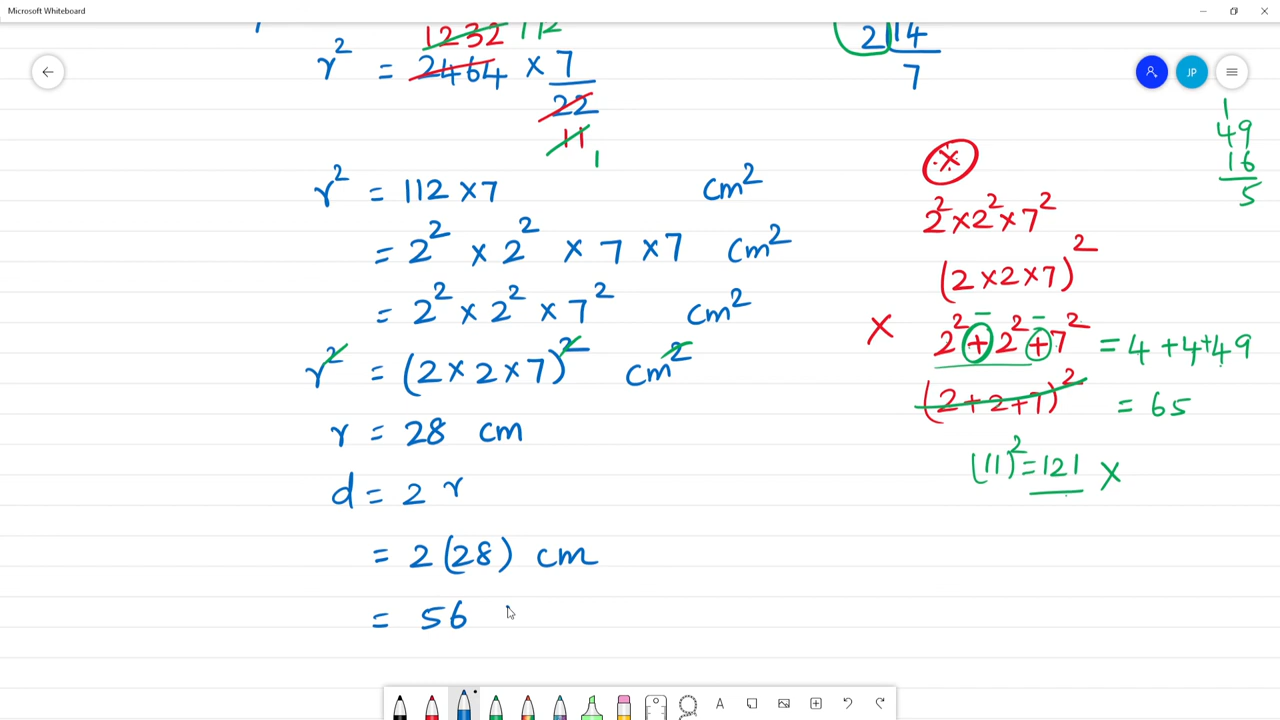 Microsoft Whiteboard
JP
1232 112
r² = 2464 × 7
22
11
1
r² = 112 × 7 cm²
= 2² × 2² × 7 × 7 cm²
= 2² × 2² × 7² cm²
r² = (2 × 2 × 7)² cm²
r = 28 cm
d = 2 r
= 2 (28) cm
= 56
2 14
7
×
2² × 2² × 7²
(2 × 2 × 7)²
× 2² + 2² + 7² = 4 + 4 + 49
− −
(2 + 2 + 7)² = 65
(11)² = 121 ×
1
49
16
5
A